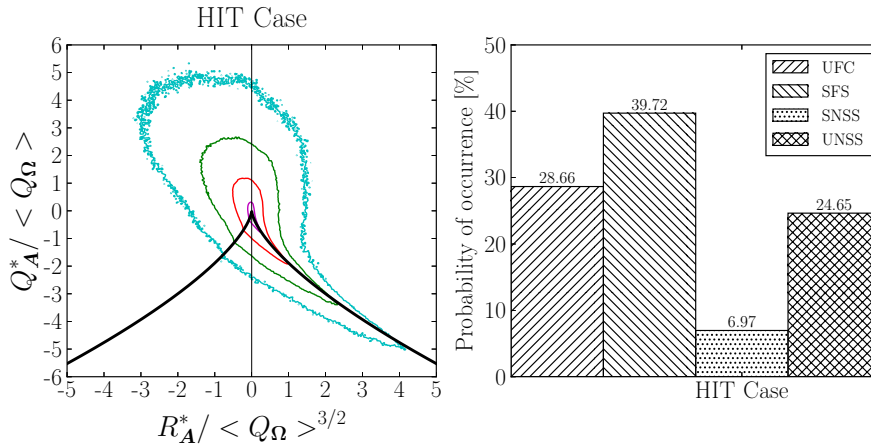 HIT Case
6
5
4
3
2
1
0
-1
-2
-3
-4
-5
-6
-5 -4 -3 -2 -1 0 1 2 3 4 5
Q*_A / < Q_Ω >
R*_A / < Q_Ω >^{3/2}
50
40
30
20
10
0
Probability of occurrence [%]
28.66
39.72
6.97
24.65
UFC
SFS
SNSS
UNSS
HIT Case